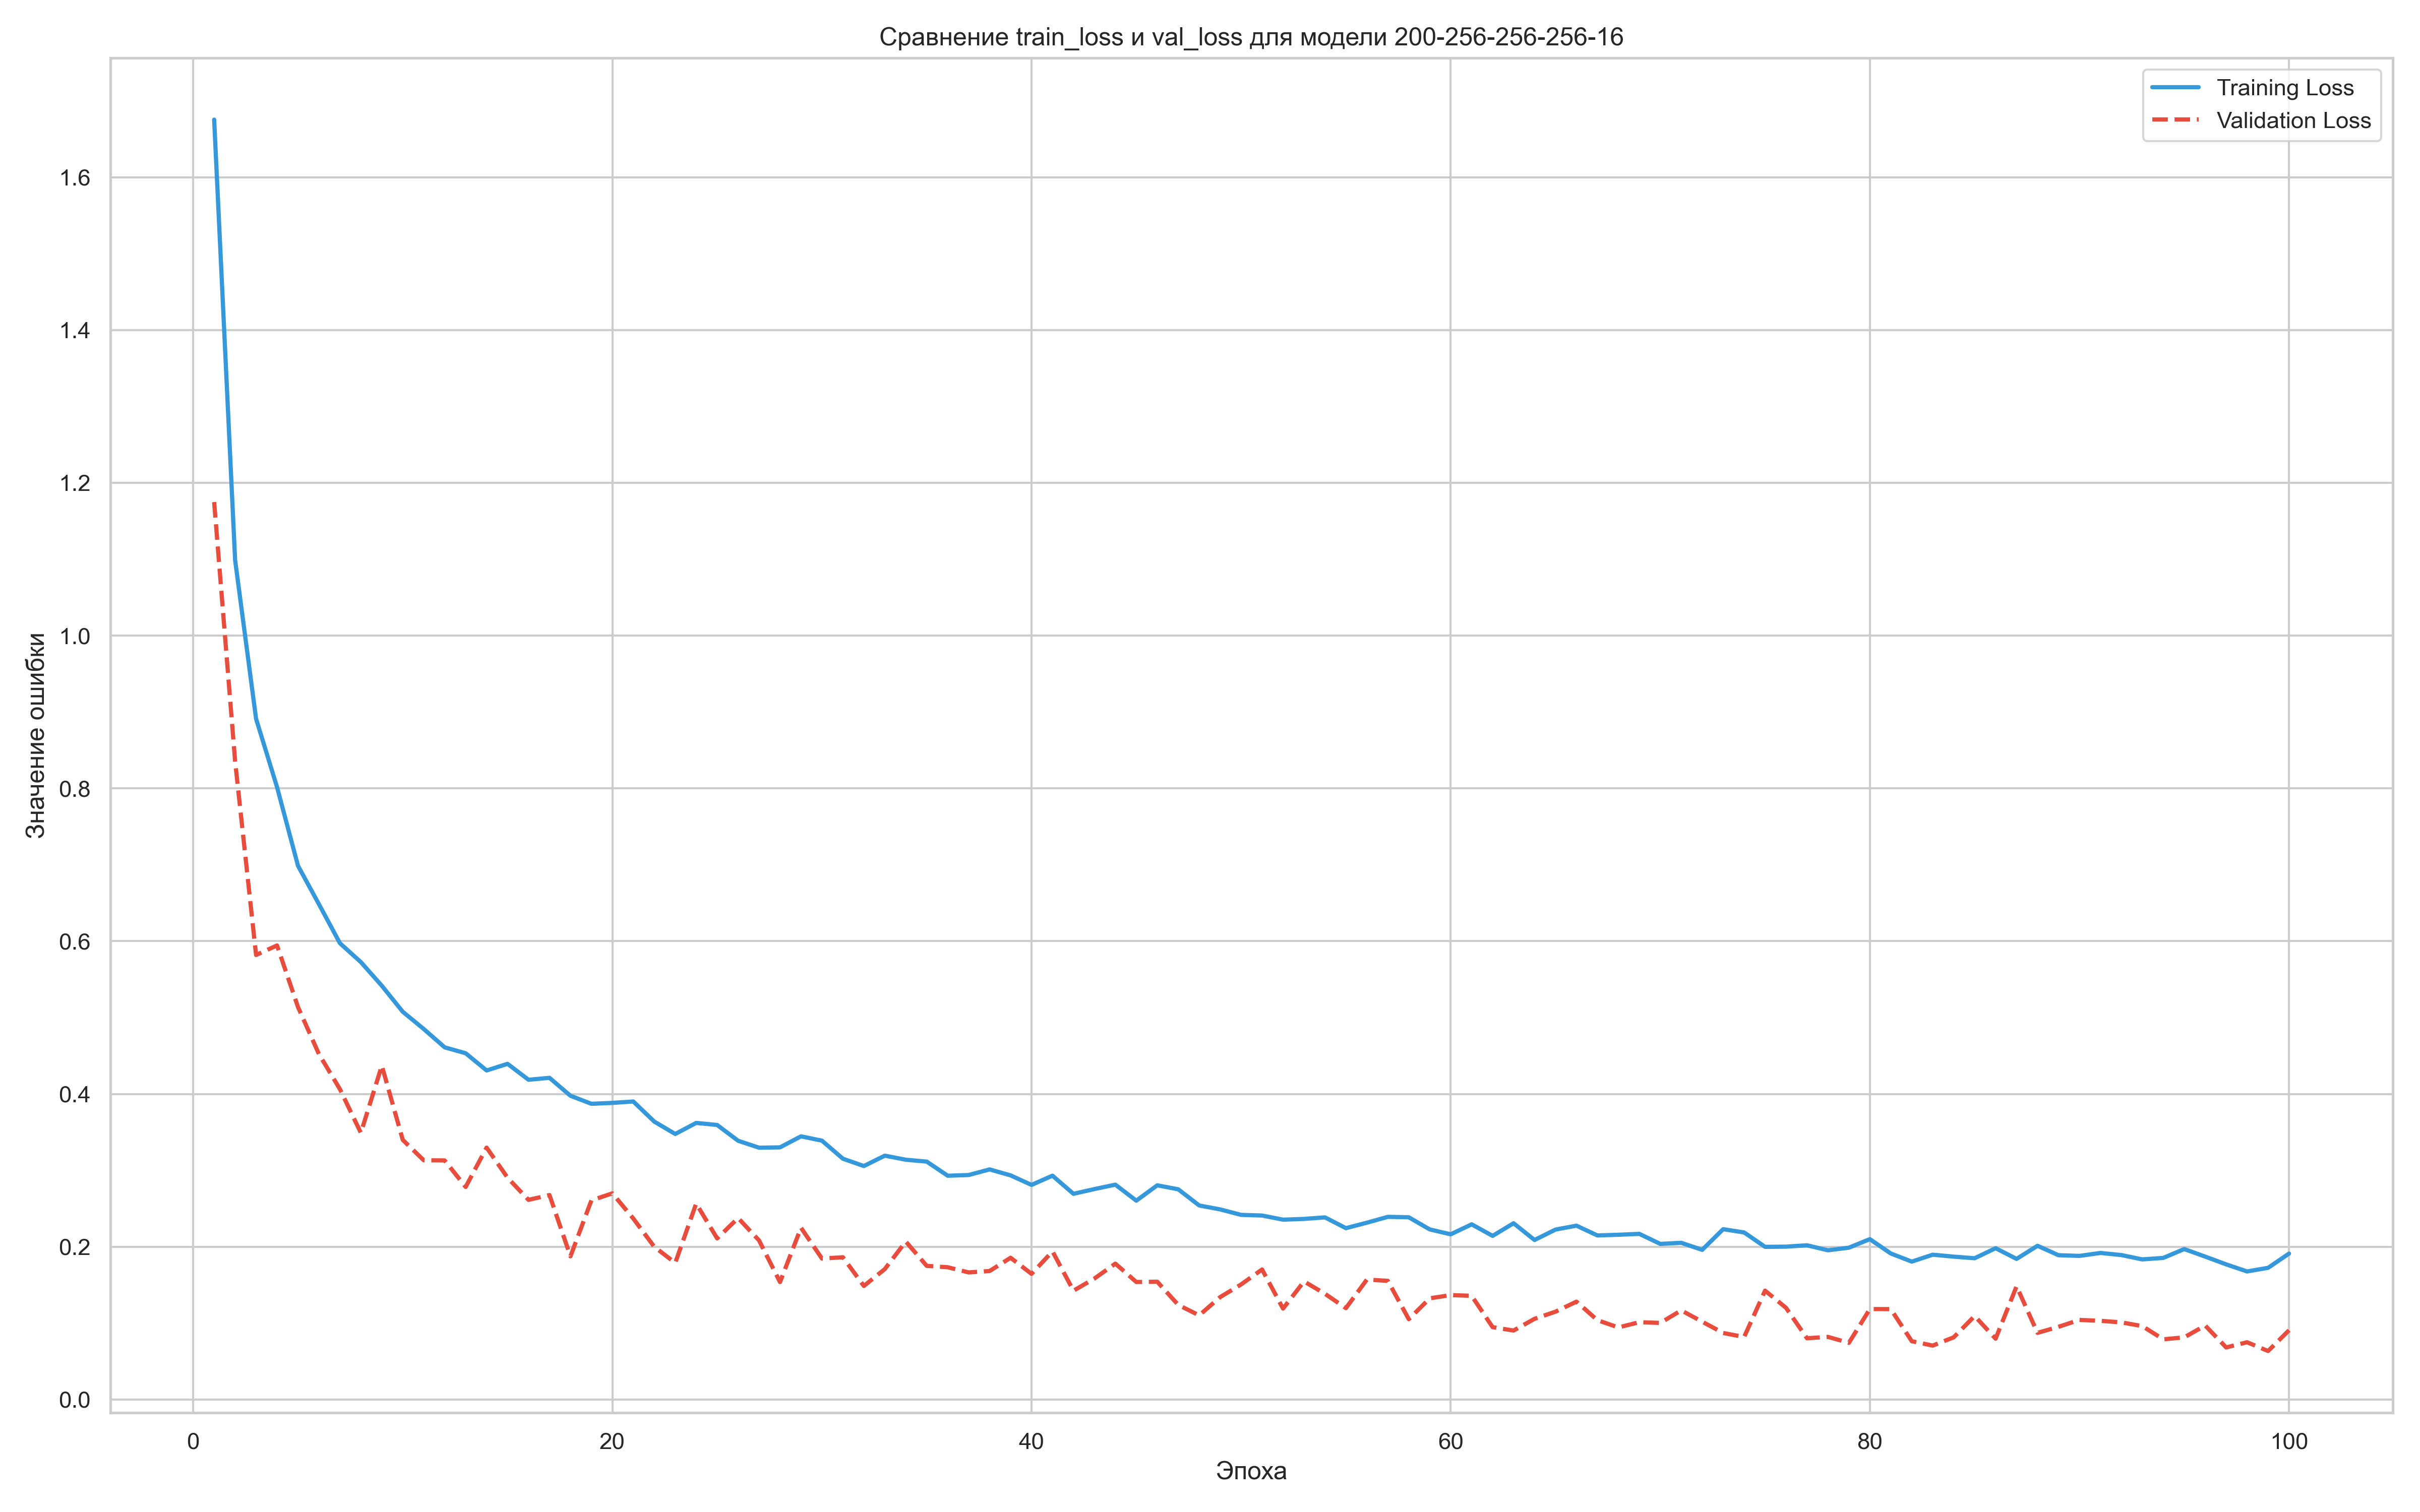 Сравнение train_loss и val_loss для модели 200-256-256-256-16
Training Loss
Validation Loss
1.6
1.4
1.2
1.0
0.8
0.6
0.4
0.2
0.0
Значение ошибки
0 20 40 60 80 100
Эпоха